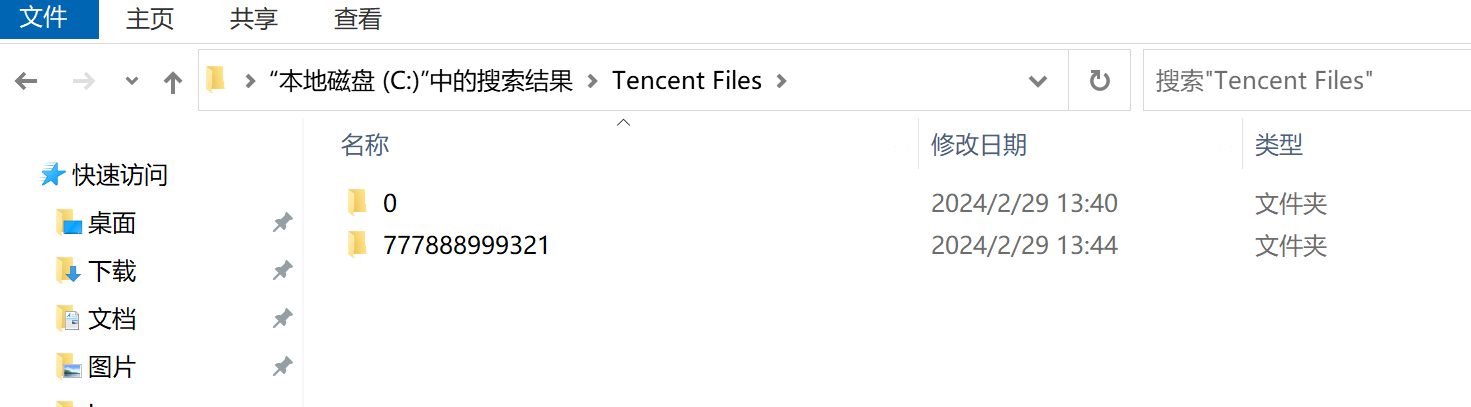 文件 主页 共享 查看
“本地磁盘 (C:)”中的搜索结果 Tencent Files 搜索"Tencent Files"
名称 修改日期 类型
快速访问
0 2024/2/29 13:40 文件夹
桌面
777888999321 2024/2/29 13:44 文件夹
下载
文档
图片